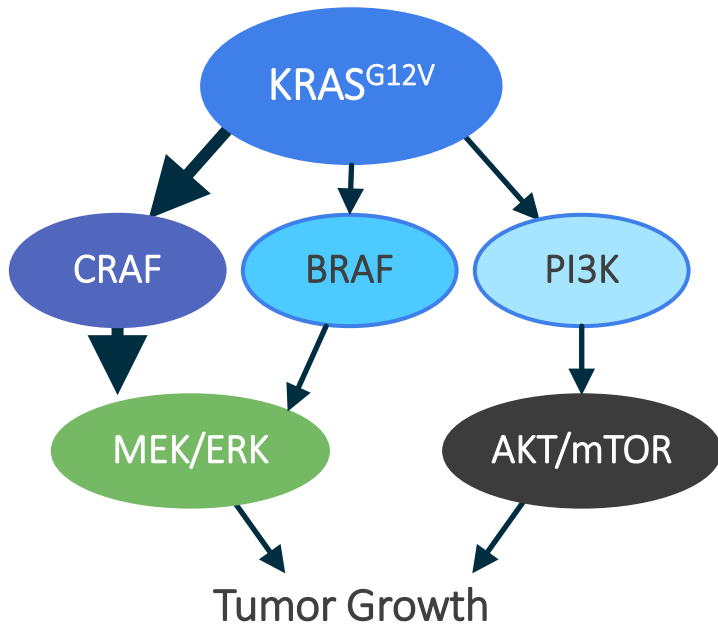 KRASG12V
CRAF
BRAF
PI3K
MEK/ERK
AKT/mTOR
Tumor Growth